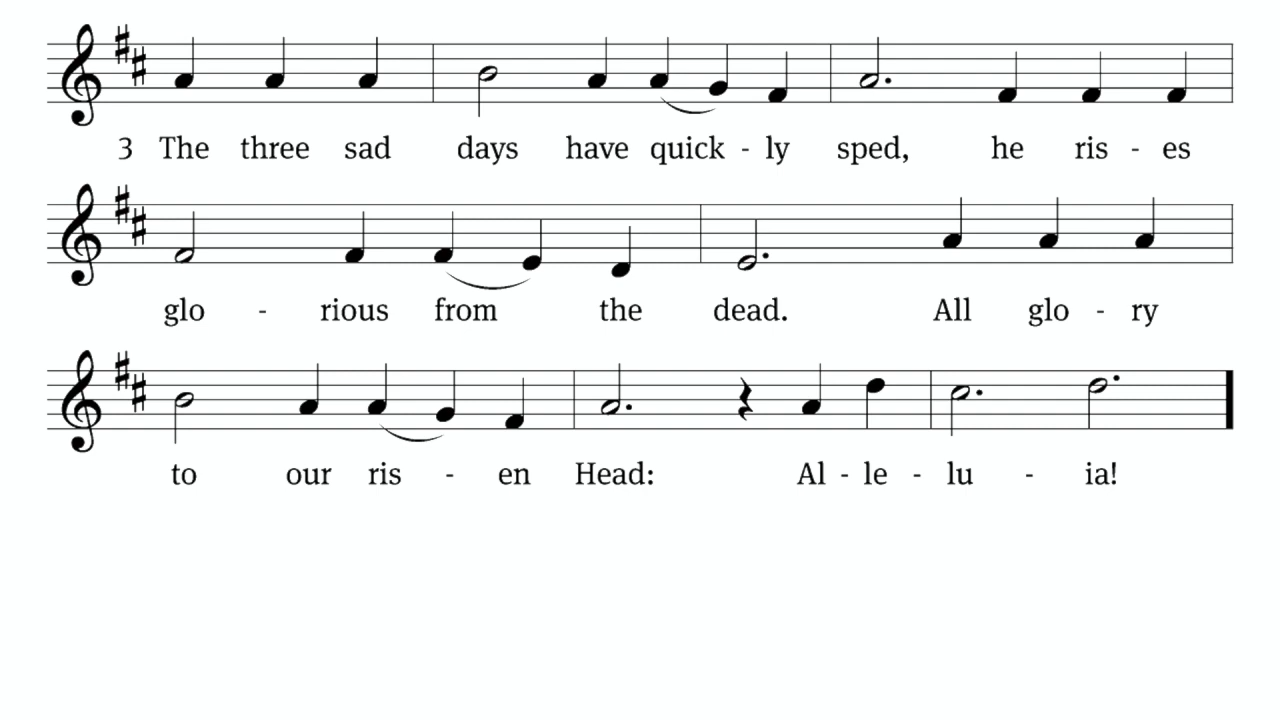 3 The three sad days have quick - ly sped, he ris - es
glo - rious from the dead. All glo - ry
to our ris - en Head: Al - le - lu - ia!